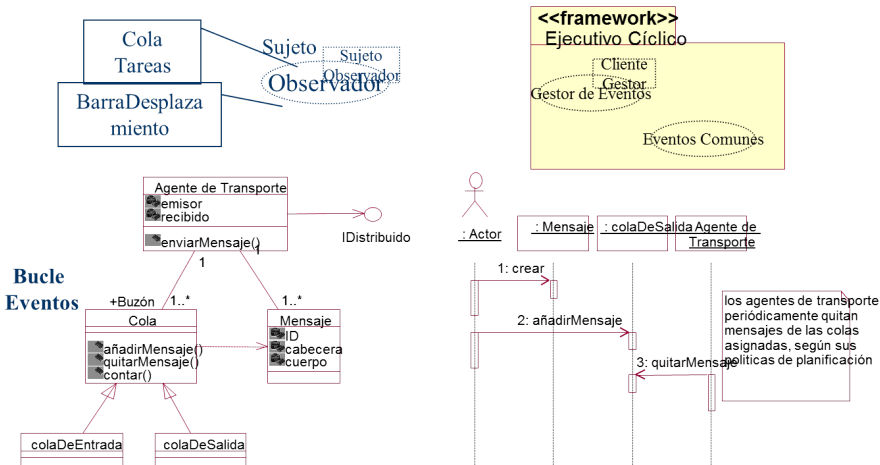 Cola
Tareas
BarraDesplaza
miento
Sujeto
Observador
Sujeto
Observador
<<framework>>
Ejecutivo Cíclico
Cliente
Gestor
Gestor de Eventos
Eventos Comunes
Agente de Transporte
emisor
recibido
enviarMensaje()
IDistribuido
1
1
Bucle
Eventos
+Buzón
1..*
1..*
Cola
añadirMensaje()
quitarMensaje()
contar()
Mensaje
ID
cabecera
cuerpo
colaDeEntrada
colaDeSalida
: Actor
: Mensaje
: colaDeSalida
Agente de
Transporte
1: crear
2: añadirMensaje
3: quitarMensaje
los agentes de transporte
periódicamente quitan
mensajes de las colas
asignadas, según sus
politicas de planificación